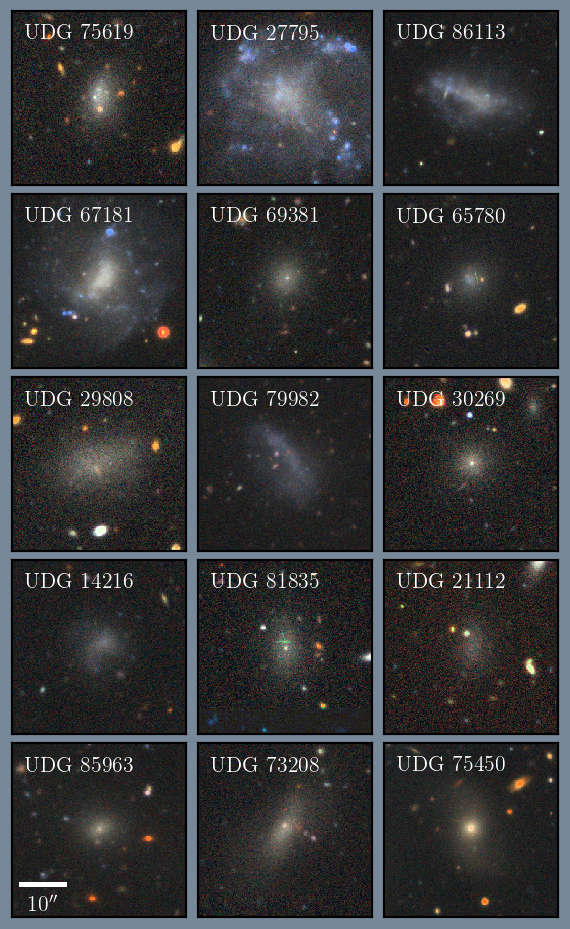 UDG 75619
UDG 27795
UDG 86113
UDG 67181
UDG 69381
UDG 65780
UDG 29808
UDG 79982
UDG 30269
UDG 14216
UDG 81835
UDG 21112
UDG 85963
UDG 73208
UDG 75450
10″